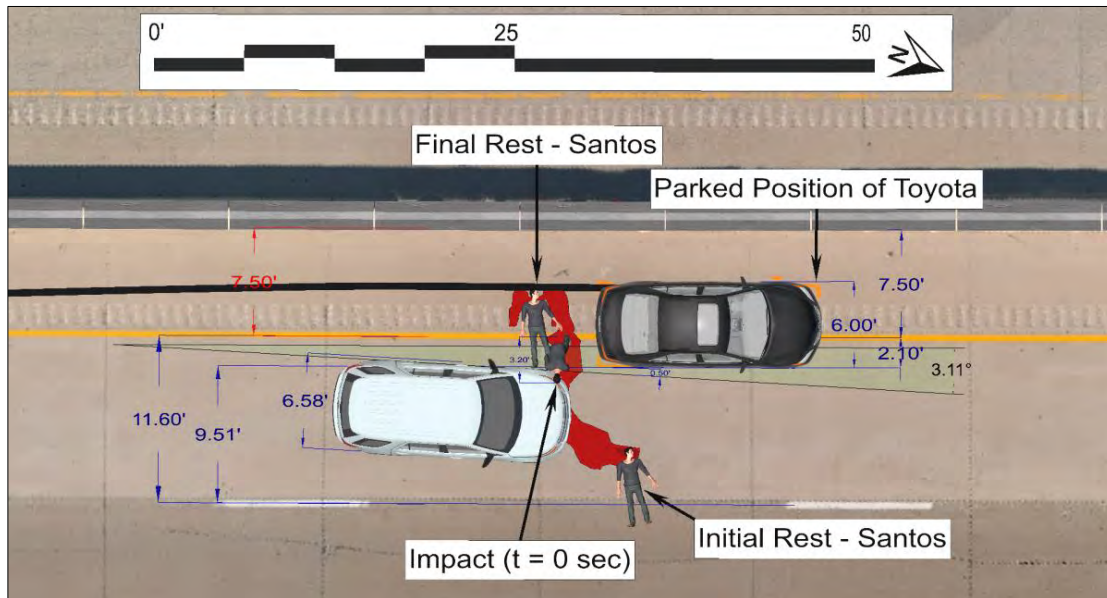 0'
25
50
N
Final Rest - Santos
Parked Position of Toyota
7.50'
7.50'
6.00'
2.10'
3.20'
0.50'
3.11°
6.58'
11.60'
9.51'
Initial Rest - Santos
Impact (t = 0 sec)